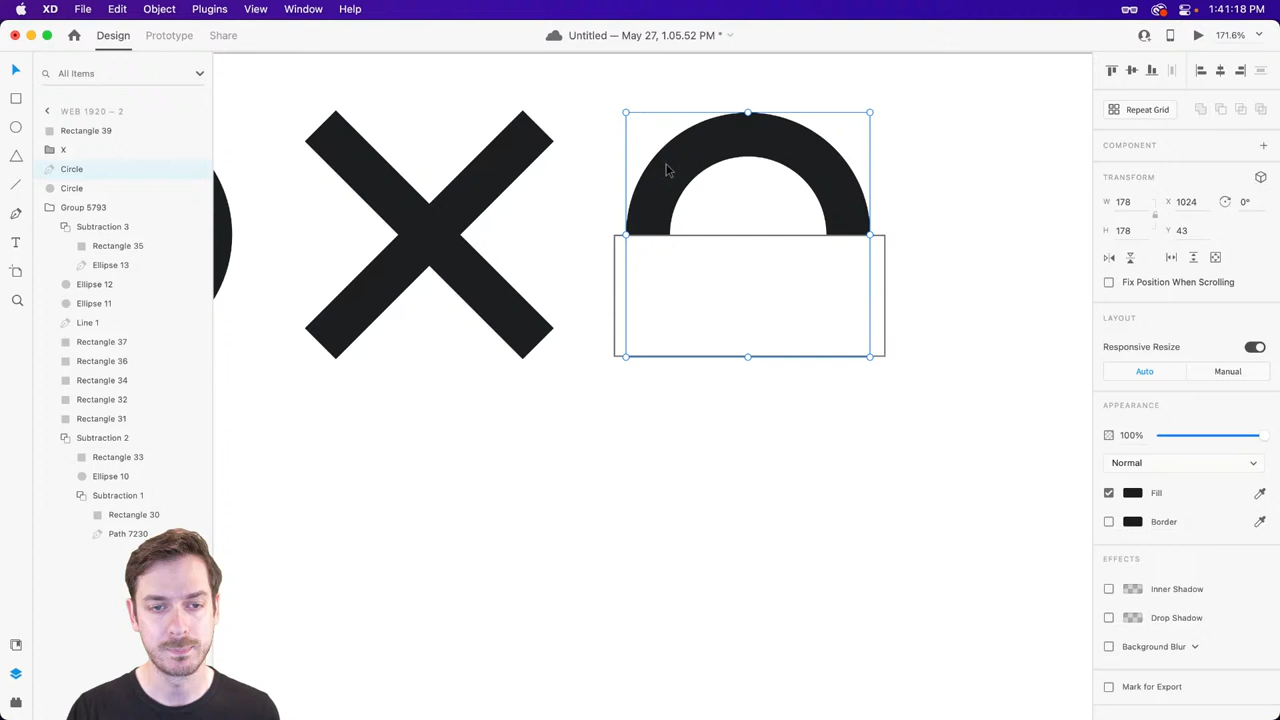 XD File Edit Object Plugins View Window Help 1:41:18 PM
Design Prototype Share Untitled — May 27, 1.05.52 PM * 171.6%
All Items
WEB 1920 – 2
Rectangle 39
X
Circle
Circle
Group 5793
Subtraction 3
Rectangle 35
Ellipse 13
Ellipse 12
Ellipse 11
Line 1
Rectangle 37
Rectangle 36
Rectangle 34
Rectangle 32
Rectangle 31
Subtraction 2
Rectangle 33
Ellipse 10
Subtraction 1
Rectangle 30
Path 7230
Repeat Grid
COMPONENT
TRANSFORM
W 178 X 1024 0°
H 178 Y 43
Fix Position When Scrolling
LAYOUT
Responsive Resize
Auto Manual
APPEARANCE
100%
Normal
Fill
Border
EFFECTS
Inner Shadow
Drop Shadow
Background Blur
Mark for Export